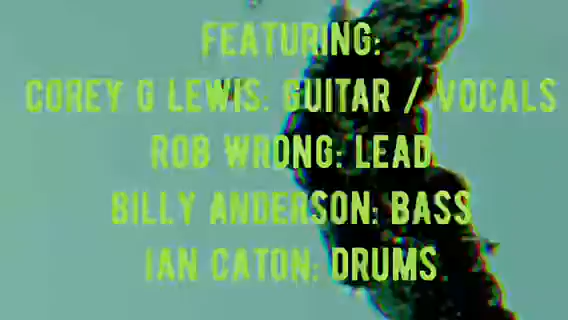 FEATURING:
COREY G LEWIS: GUITAR / VOCALS
ROB WRONG: LEAD
BILLY ANDERSON: BASS
IAN CATON: DRUMS